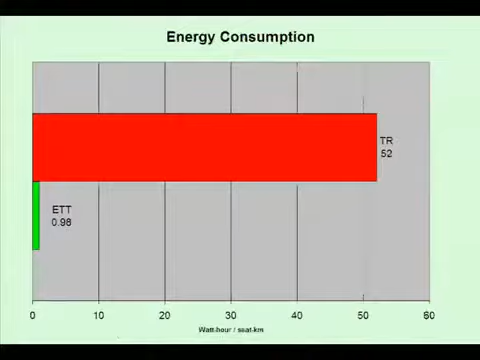 Energy Consumption
TR
52
ETT
0.98
0 10 20 30 40 50 60
Watt-hour / seat-km